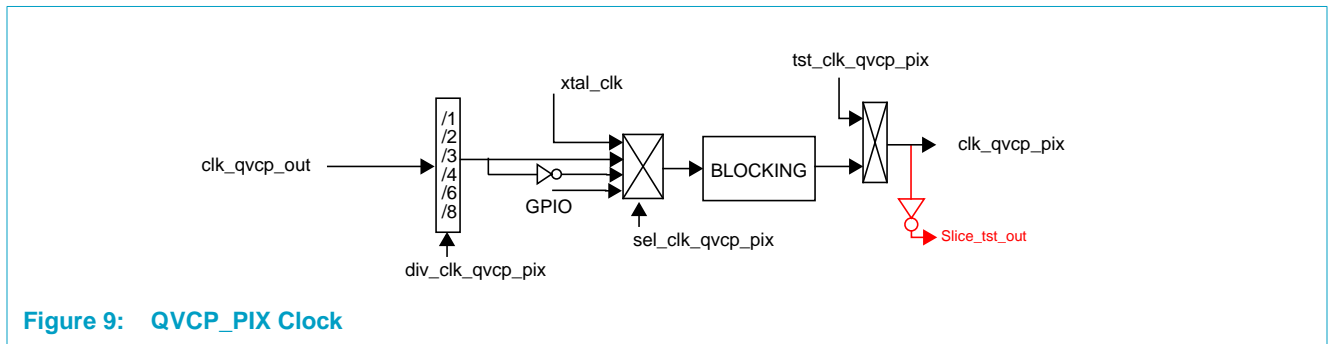 tst_clk_qvcp_pix
xtal_clk
/1
/2
/3
/4
/6
/8
clk_qvcp_out
BLOCKING
clk_qvcp_pix
GPIO
sel_clk_qvcp_pix
Slice_tst_out
div_clk_qvcp_pix
Figure 9: QVCP_PIX Clock